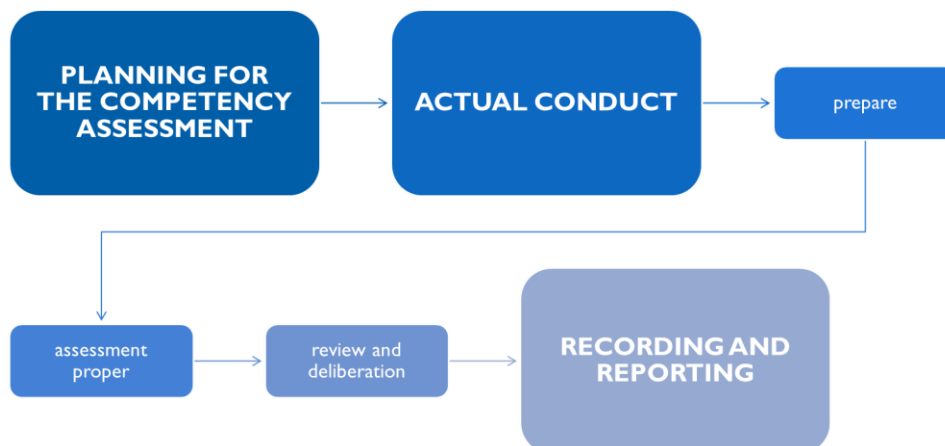 PLANNING FOR
THE COMPETENCY
ASSESSMENT
ACTUAL CONDUCT
prepare
assessment
proper
review and
deliberation
RECORDING AND
REPORTING